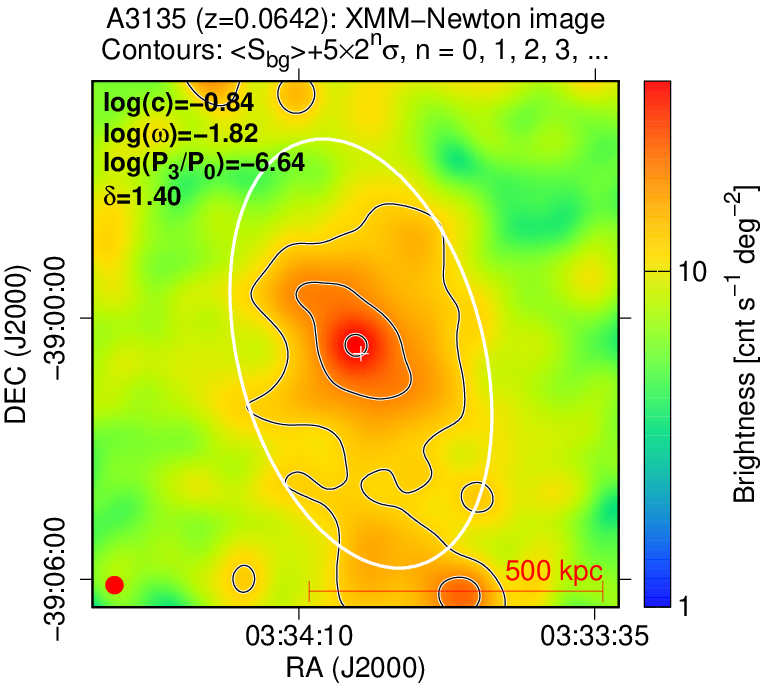 A3135 (z=0.0642): XMM−Newton image
Contours: <S_bg>+5×2^nσ, n = 0, 1, 2, 3, ...
log(c)=−0.84
log(ω)=−1.82
log(P_3/P_0)=−6.64
δ=1.40
−39:00:00
DEC (J2000)
−39:06:00
500 kpc
03:34:10
03:33:35
RA (J2000)
10
1
Brightness [cnt s^−1 deg^−2]